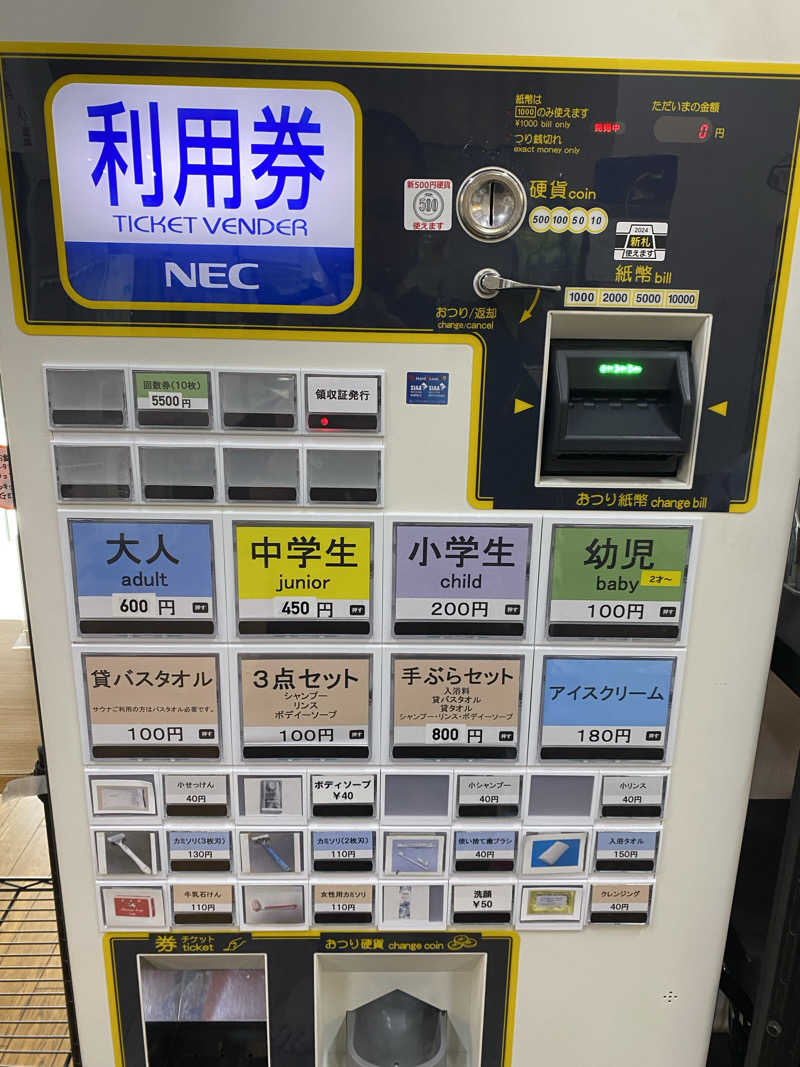 利用券
TICKET VENDER
NEC
紙幣は
1000のみ使えます
¥1000 bill only
つり銭切れ
exact money only
ただいまの金額
0 円
新500円硬貨
500
使えます
硬貨 coin
500 100 50 10
2024
新札
使えます
紙幣 bill
1000 2000 5000 10000
おつり/返却
change/cancel
おつり紙幣 change bill
回数券(10枚)
5500 円
領収証発行
大人
adult
600 円 押す
中学生
junior
450 円 押す
小学生
child
200円 押す
幼児
baby 2才～
100円 押す
貸バスタオル
サウナご利用の方はバスタオル必要です。
100円 押す
3点セット
シャンプー
リンス
ボディーソープ
100円 押す
手ぶらセット
入浴料
貸バスタオル
貸タオル
シャンプー・リンス・ボディーソープ
800 円 押す
アイスクリーム
180円 押す
小せっけん
40円
ボディソープ
¥40
小シャンプー
40円
小リンス
40円
カミソリ(3枚刃)
130円
カミソリ(2枚刃)
110円
使い捨て歯ブラシ
40円
入浴タオル
150円
牛乳石けん
110円
女性用カミソリ
110円
洗顔
¥50
クレンジング
40円
券 チケット
ticket
おつり硬貨 change coin